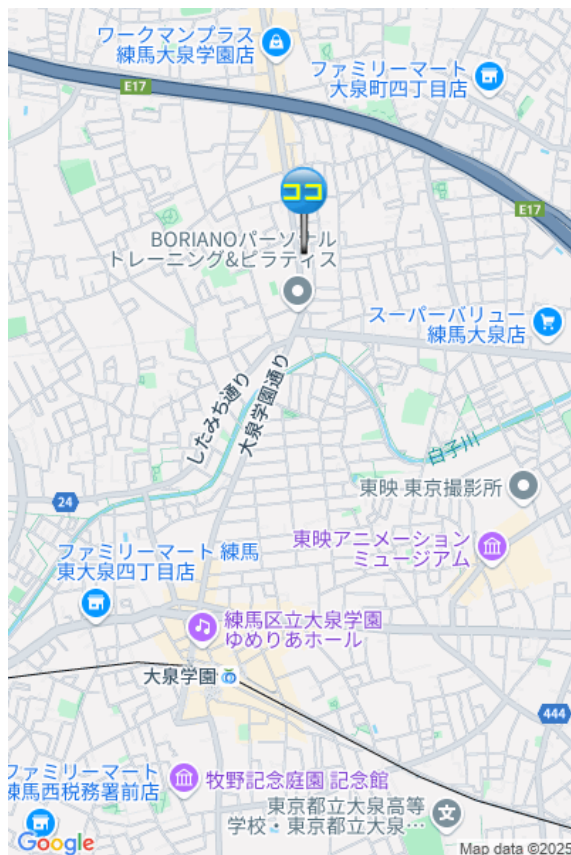 ワークマンプラス
練馬大泉学園店
ファミリーマート
大泉町四丁目店
E17
E17
ココ
BORIANOパーソナル
トレーニング&ピラティス
スーパーバリュー
練馬大泉店
したみち通り
大泉学園通り
白子川
24
東映 東京撮影所
東映アニメーション
ミュージアム
ファミリーマート 練馬
東大泉四丁目店
練馬区立大泉学園
ゆめりあホール
大泉学園
444
ファミリーマート
練馬西税務署前店
牧野記念庭園 記念館
東京都立大泉高等
学校・東京都立大泉…
Google
Map data ©2025